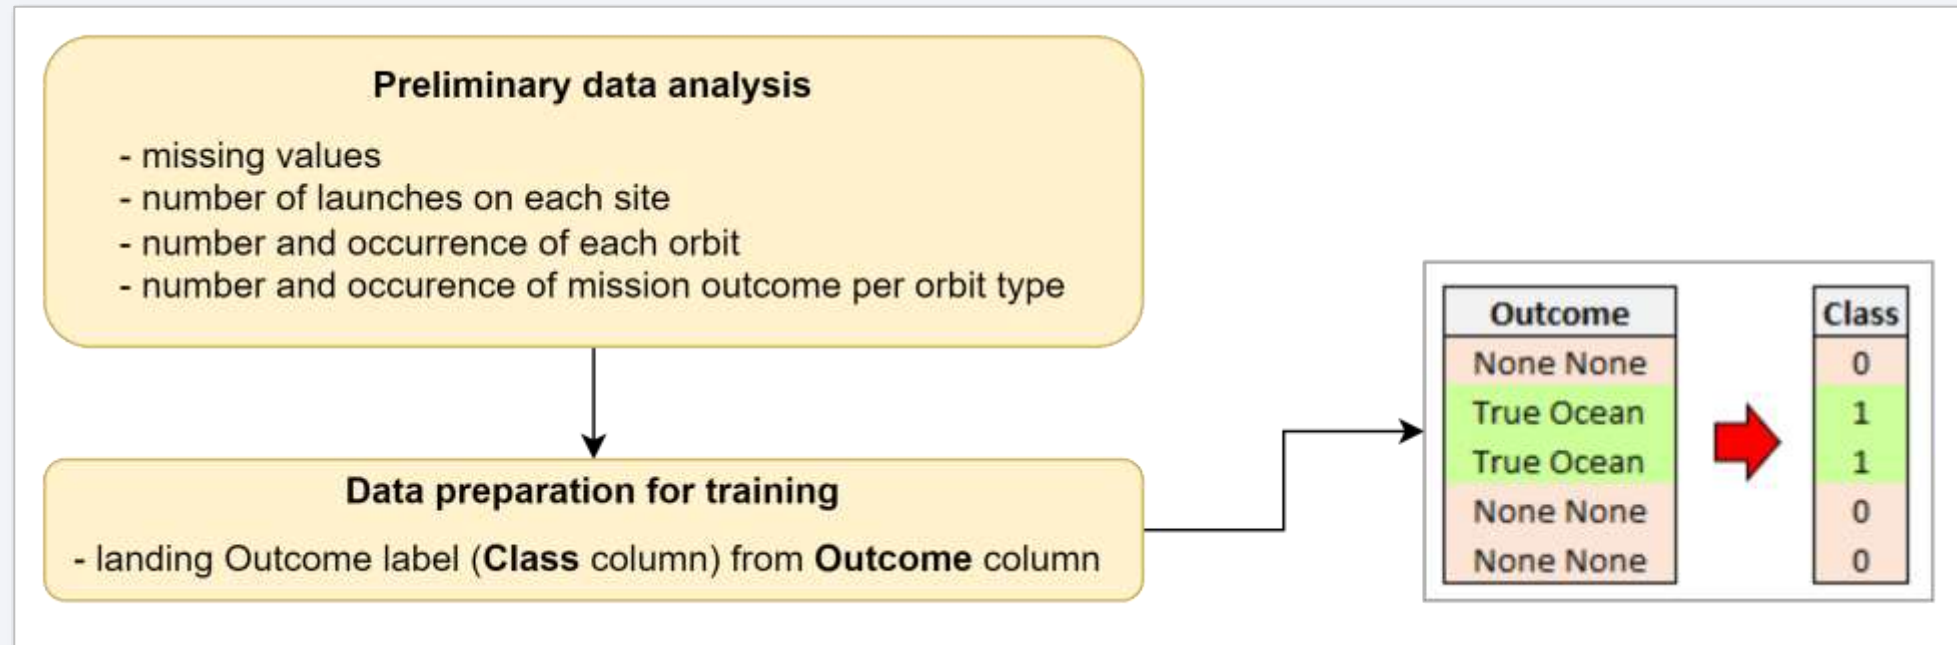 Preliminary data analysis
- missing values
- number of launches on each site
- number and occurrence of each orbit
- number and occurence of mission outcome per orbit type
Data preparation for training
- landing Outcome label (Class column) from Outcome column
Outcome Class
None None 0
True Ocean 1
True Ocean 1
None None 0
None None 0